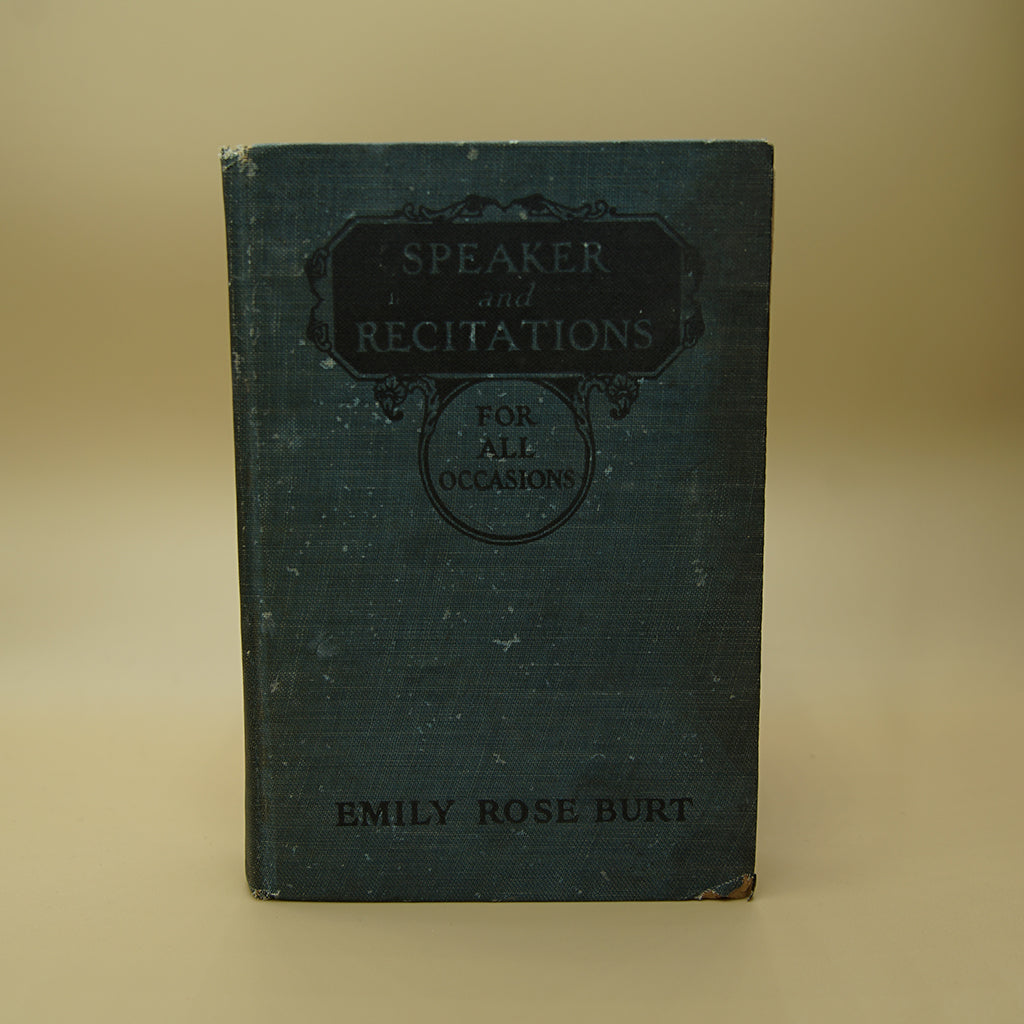 SPEAKER
and
RECITATIONS
FOR
ALL
OCCASIONS
EMILY ROSE BURT